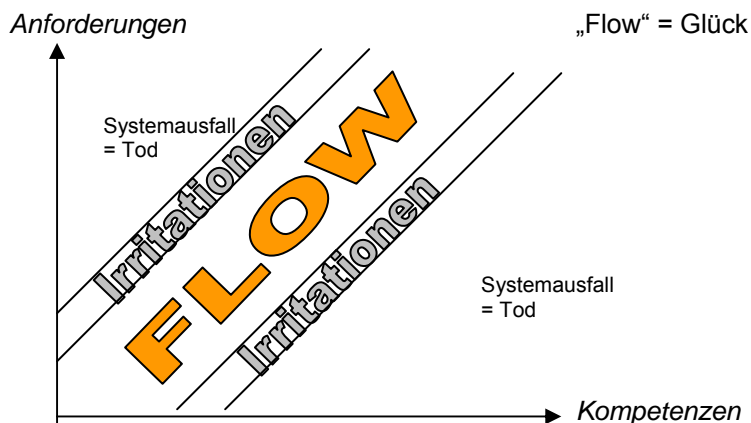 Anforderungen
„Flow“ = Glück
Systemausfall
= Tod
Irritationen
FLOW
Irritationen
Systemausfall
= Tod
Kompetenzen